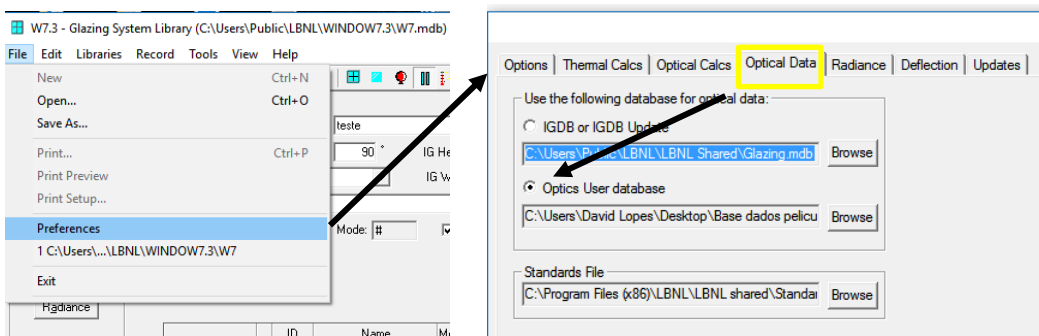 W7.3 - Glazing System Library (C:\Users\Public\LBNL\WINDOW7.3\W7.mdb)
File Edit Libraries Record Tools View Help
New Ctrl+N
Open... Ctrl+O
Save As...
Print... Ctrl+P
Print Preview
Print Setup...
Preferences
1 C:\Users\...\LBNL\WINDOW7.3\W7
Exit
teste
90 °
IG He
IG W
Mode: #
Radiance
ID Name Mo
Options Thermal Calcs Optical Calcs Optical Data Radiance Deflection Updates
Use the following database for optical data:
IGDB or IGDB Update
C:\Users\Public\LBNL\LBNL Shared\Glazing.mdb Browse
Optics User database
C:\Users\David Lopes\Desktop\Base dados pelicu Browse
Standards File
C:\Program Files (x86)\LBNL\LBNL shared\Standar Browse